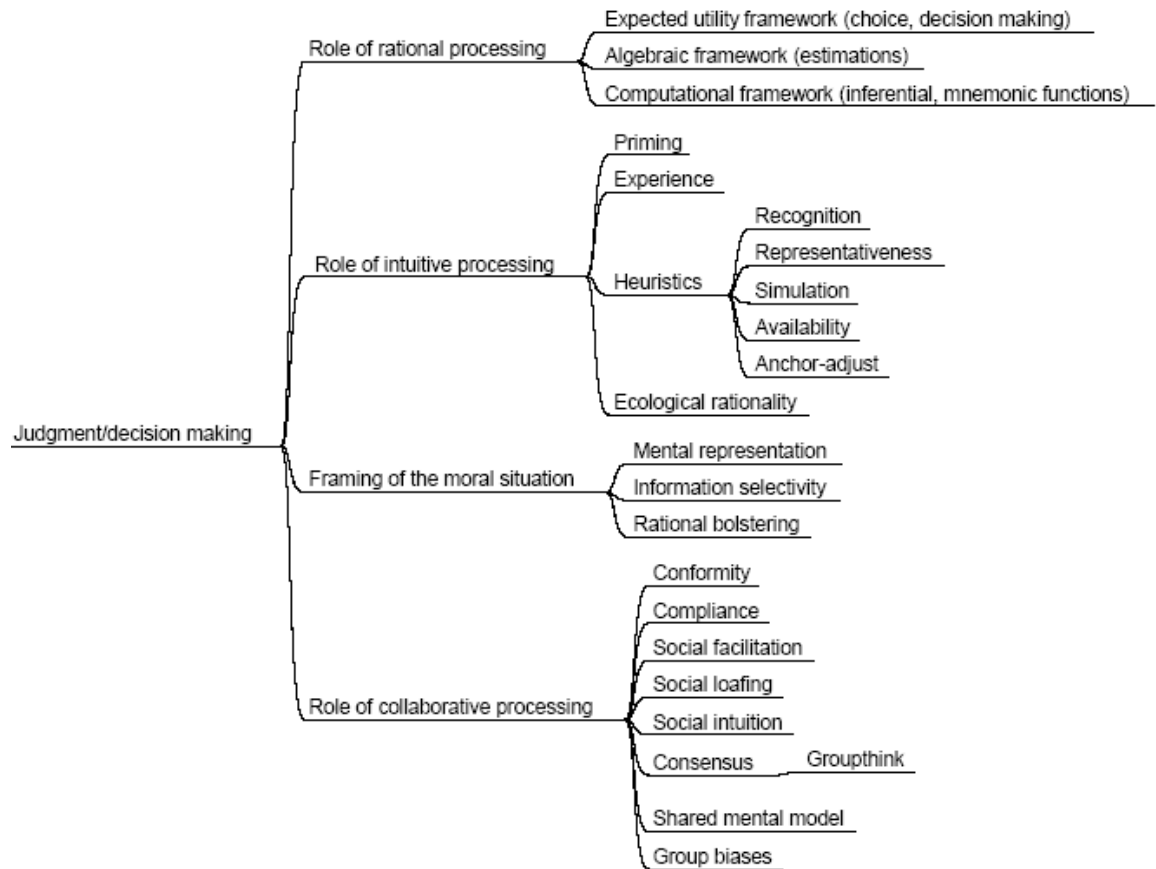 Expected utility framework (choice, decision making)
Role of rational processing
Algebraic framework (estimations)
Computational framework (inferential, mnemonic functions)
Priming
Experience
Recognition
Representativeness
Role of intuitive processing
Heuristics
Simulation
Availability
Anchor-adjust
Ecological rationality
Judgment/decision making
Mental representation
Framing of the moral situation
Information selectivity
Rational bolstering
Conformity
Compliance
Social facilitation
Social loafing
Role of collaborative processing
Social intuition
Consensus
Groupthink
Shared mental model
Group biases